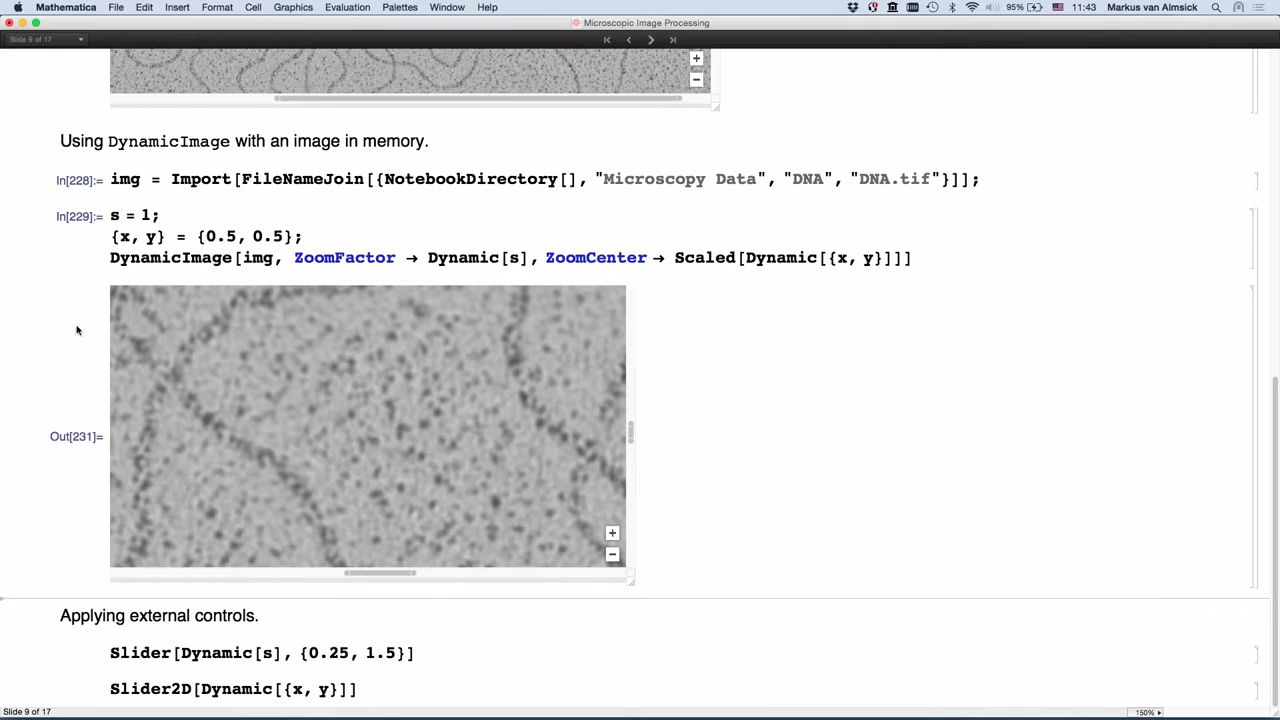 Mathematica File Edit Insert Format Cell Graphics Evaluation Palettes Window Help 95% 11:43 Markus van Almsick
Microscopic Image Processing
Slide 9 of 17
Using DynamicImage with an image in memory.
In[228]:= img = Import[FileNameJoin[{NotebookDirectory[], "Microscopy Data", "DNA", "DNA.tif"}]];
In[229]:= s = 1;
{x, y} = {0.5, 0.5};
DynamicImage[img, ZoomFactor → Dynamic[s], ZoomCenter → Scaled[Dynamic[{x, y}]]]
Out[231]=
Applying external controls.
Slider[Dynamic[s], {0.25, 1.5}]
Slider2D[Dynamic[{x, y}]]
Slide 9 of 17
150%